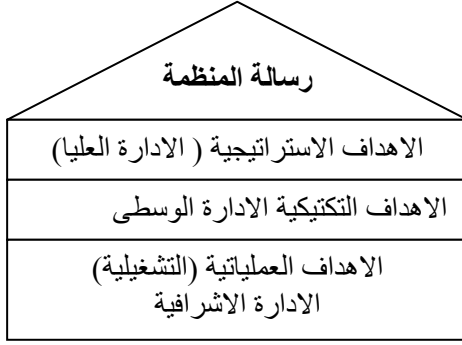 رسالة المنظمة
الاهداف الاستراتيجية ( الادارة العليا)
الاهداف التكتيكية الادارة الوسطى
الاهداف العملياتية (التشغيلية)
الادارة الاشرافية